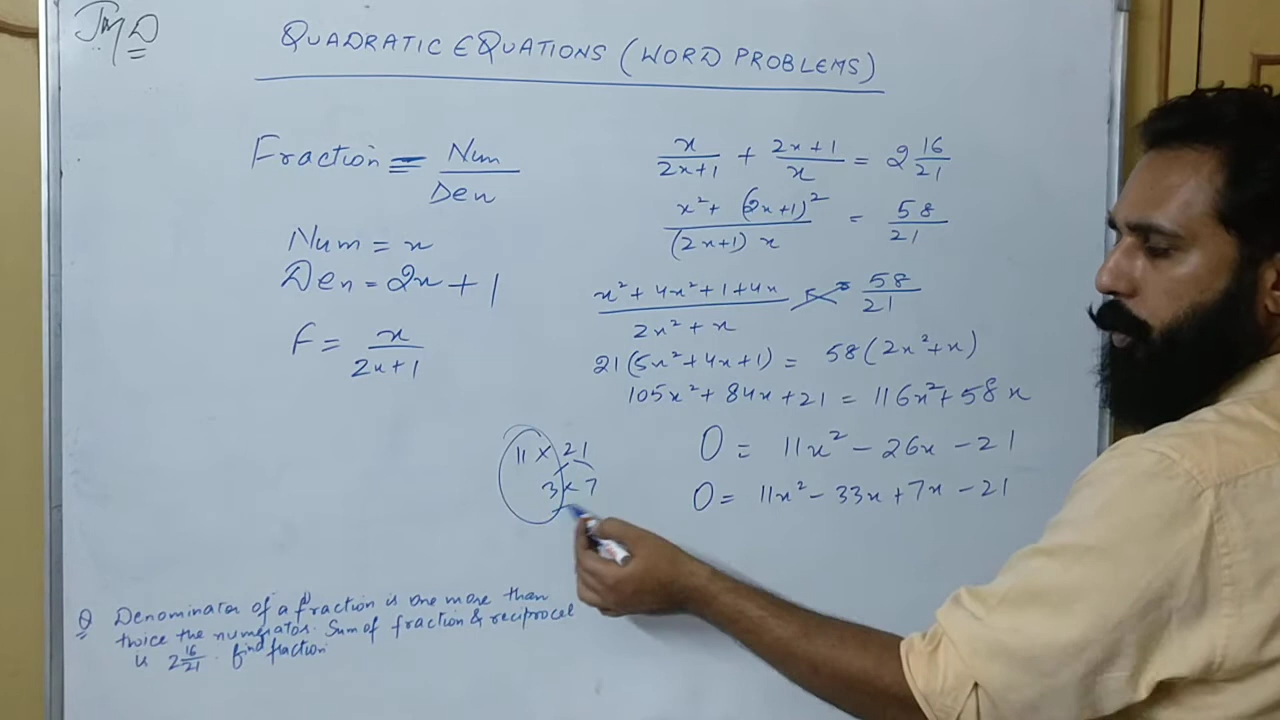 JMD
QUADRATIC EQUATIONS (WORD PROBLEMS)
Fraction = Num/Den
Num = x
Den = 2x + 1
F = x/(2x+1)
x/(2x+1) + (2x+1)/x = 2 16/21
(x² + (2x+1)²)/((2x+1) x) = 58/21
(x² + 4x² + 1 + 4x)/(2x² + x) = 58/21
21(5x² + 4x + 1) = 58(2x² + x)
105x² + 84x + 21 = 116x² + 58x
0 = 11x² - 26x - 21
0 = 11x² - 33x + 7x - 21
11 × 21
3 × 7
Q Denominator of a fraction is one more than
twice the numerator. Sum of fraction & reciprocel
is 2 16/21. find fraction